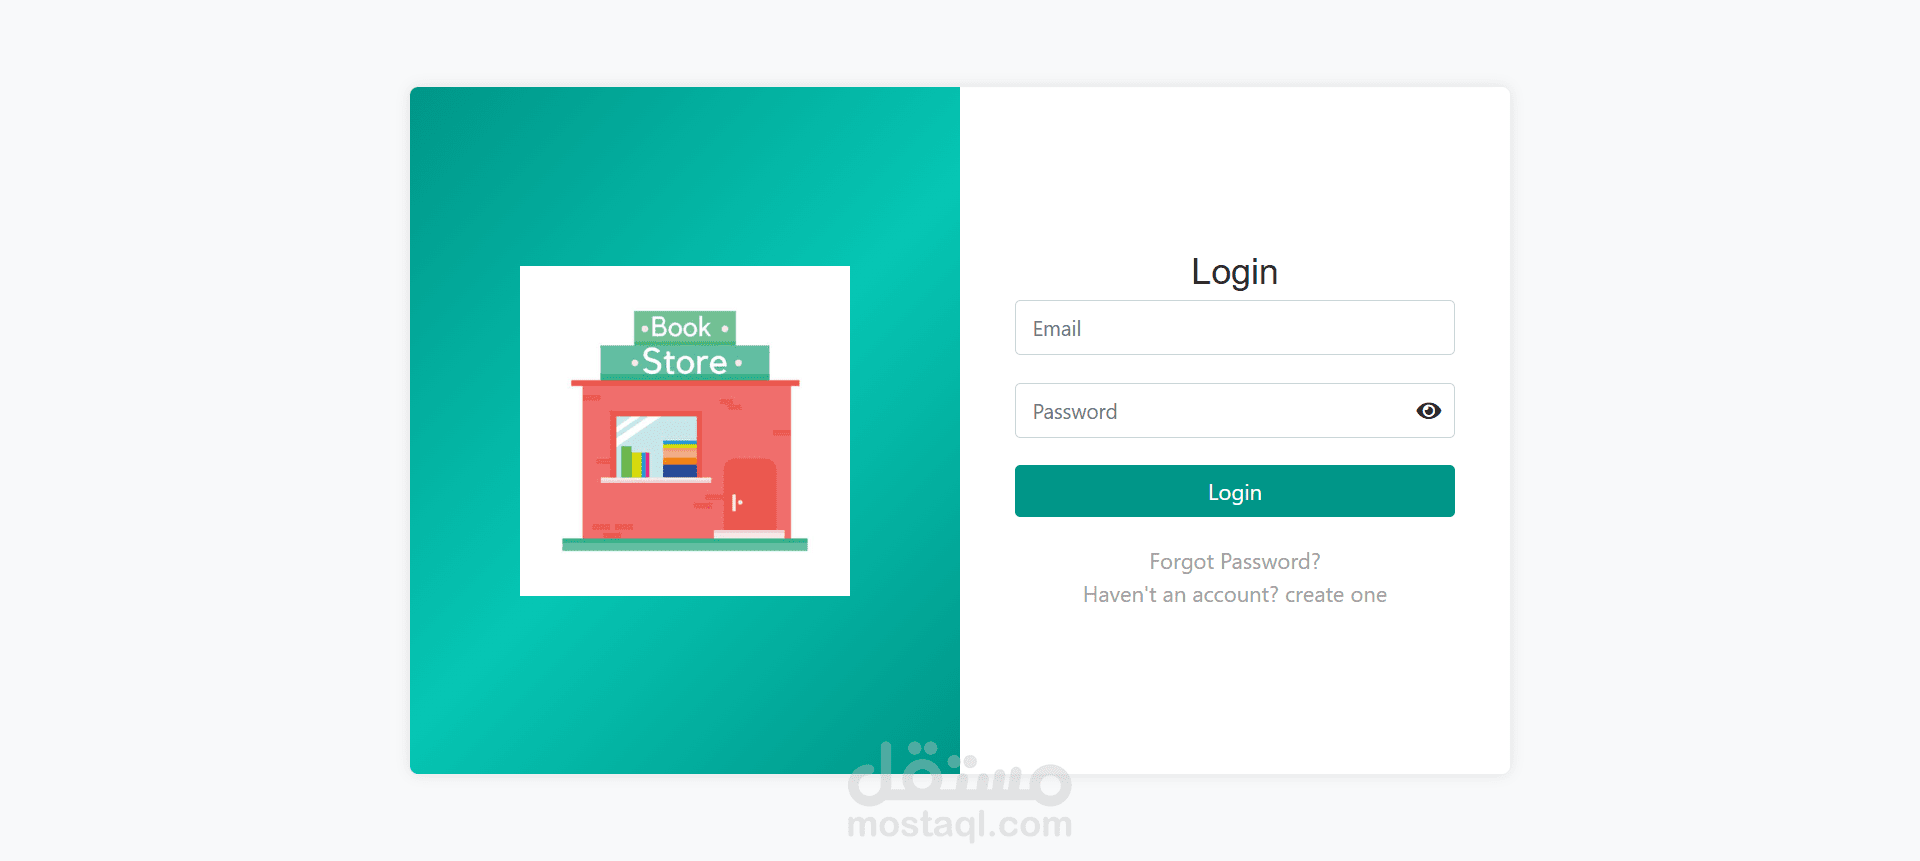 Book
Store
Login
Email
Password
Login
Forgot Password?
Haven't an account? create one
مستقل
mostaql.com